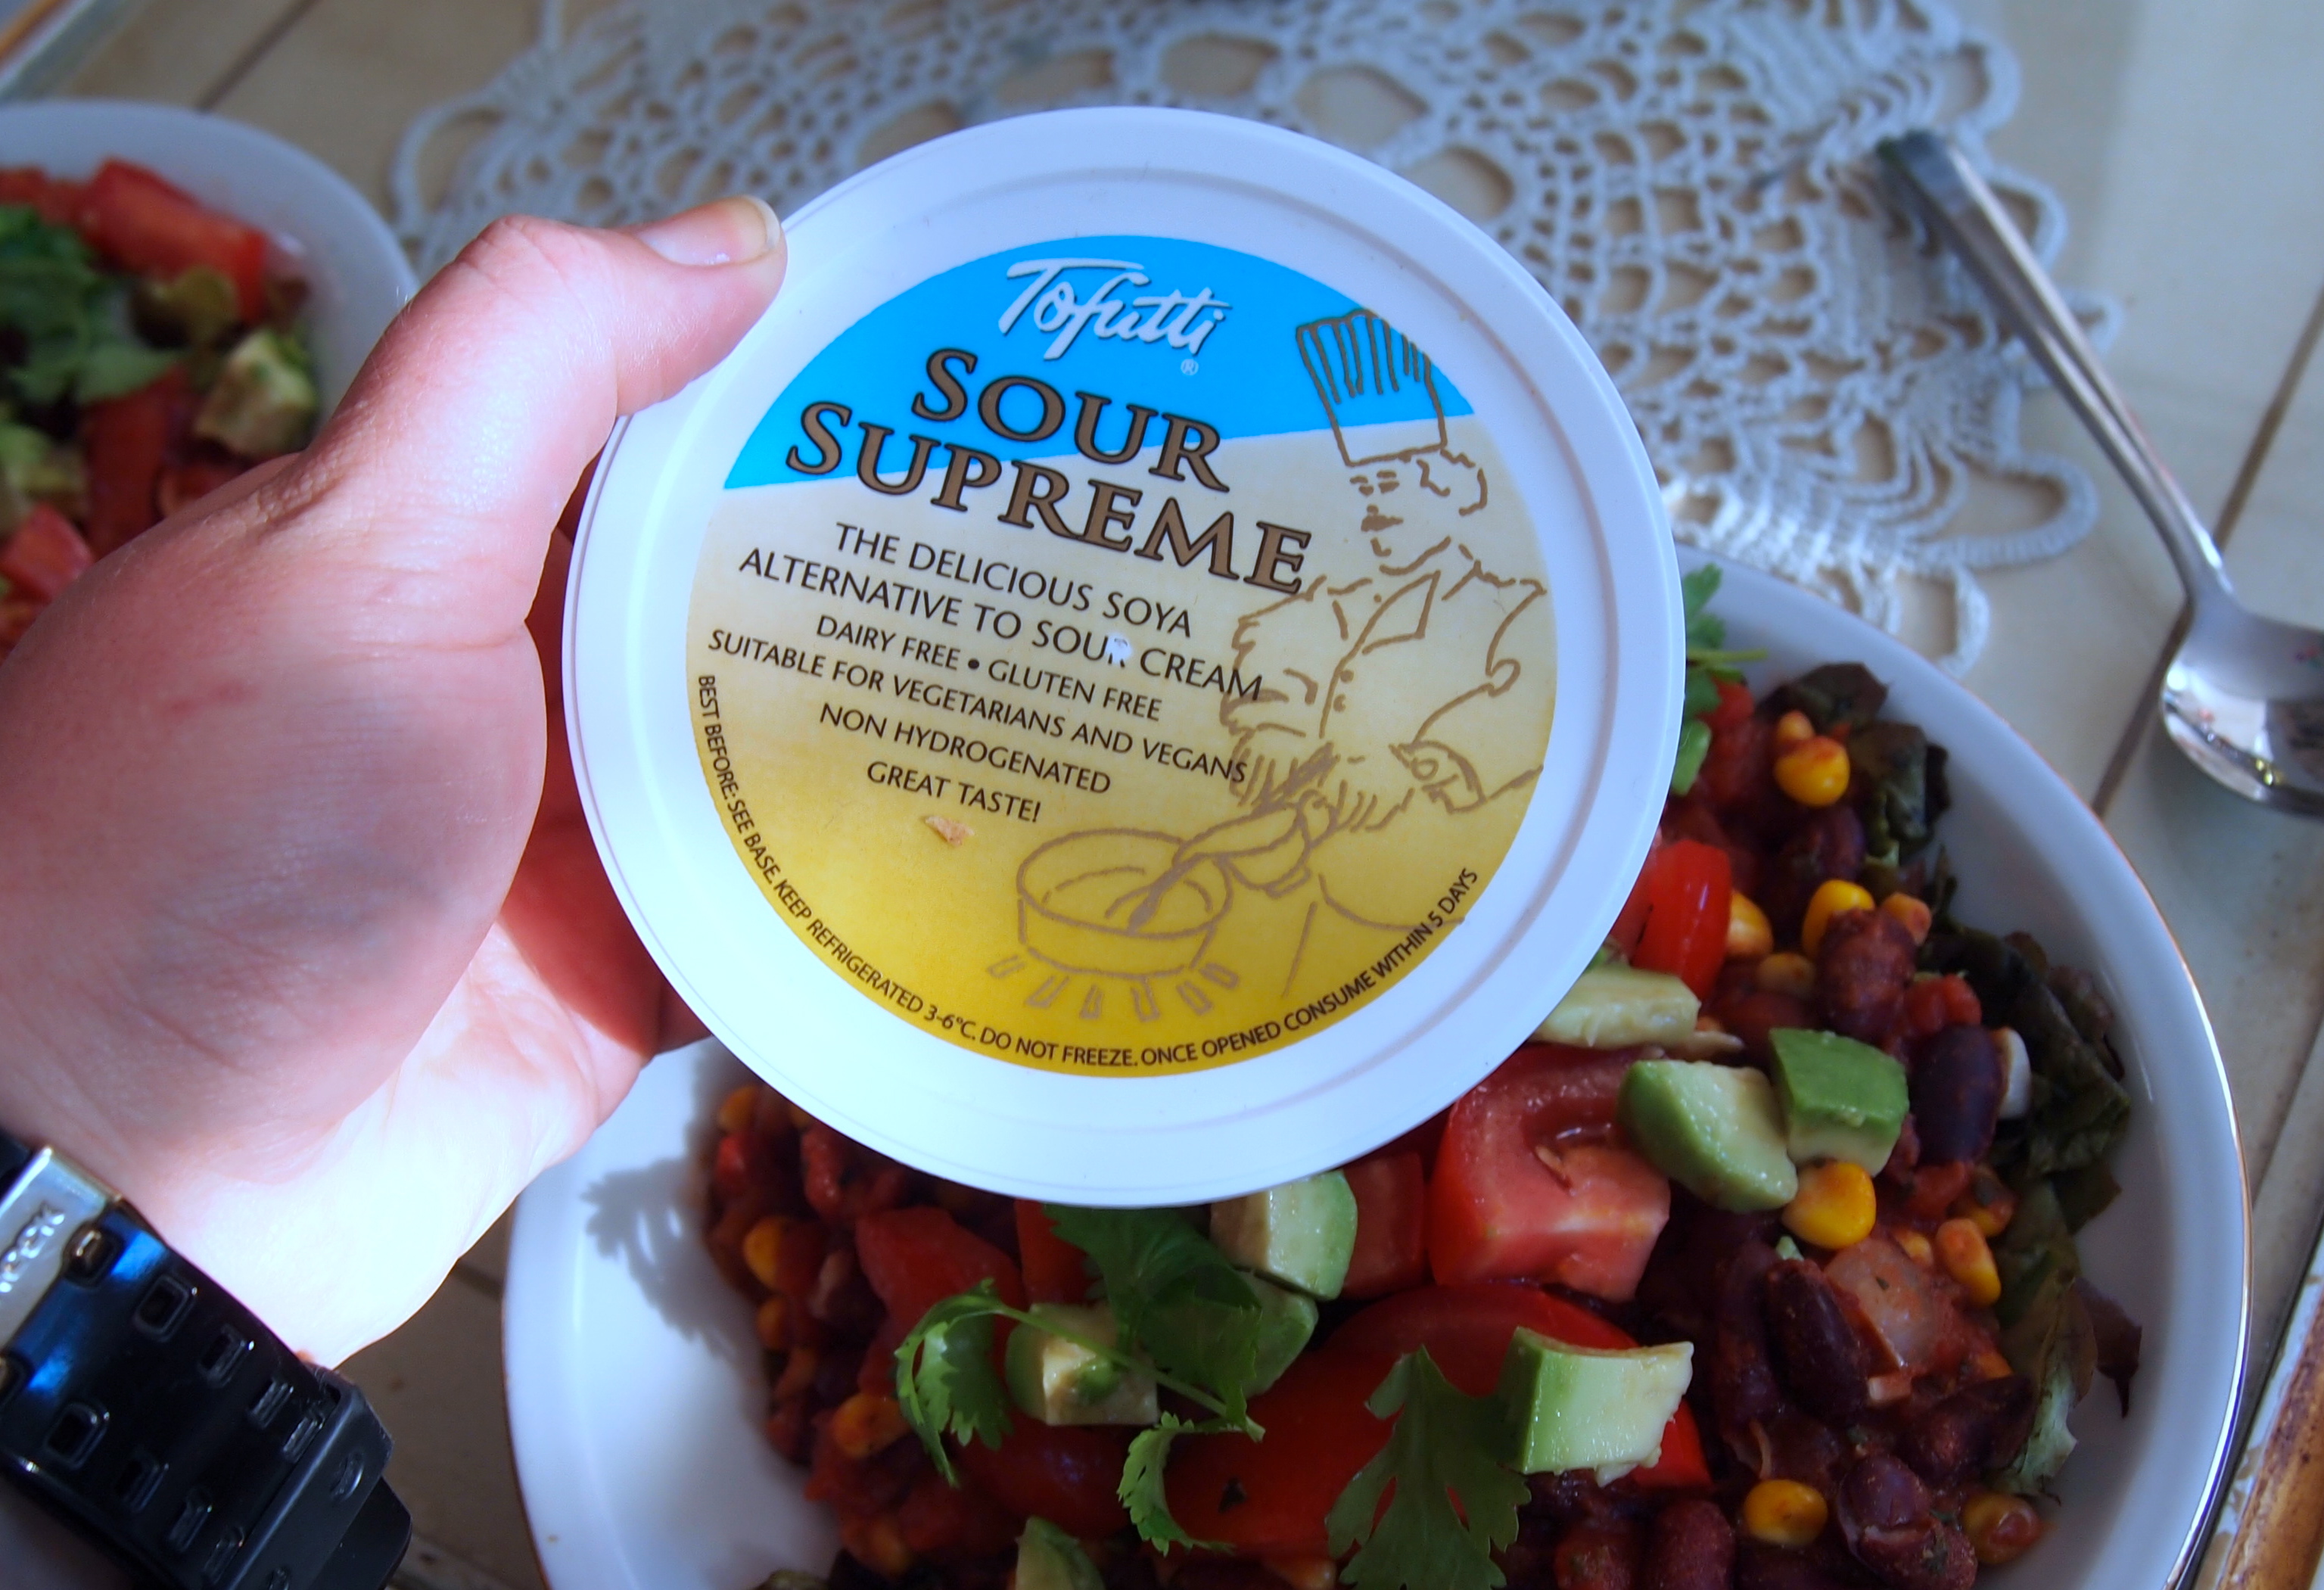 Tofutti
®
SOUR
SUPREME
THE DELICIOUS SOYA
ALTERNATIVE TO SOUR CREAM
DAIRY FREE • GLUTEN FREE
SUITABLE FOR VEGETARIANS AND VEGANS
NON HYDROGENATED
GREAT TASTE!
BEST BEFORE: SEE BASE. KEEP REFRIGERATED 3-6°C. DO NOT FREEZE. ONCE OPENED CONSUME WITHIN 5 DAYS